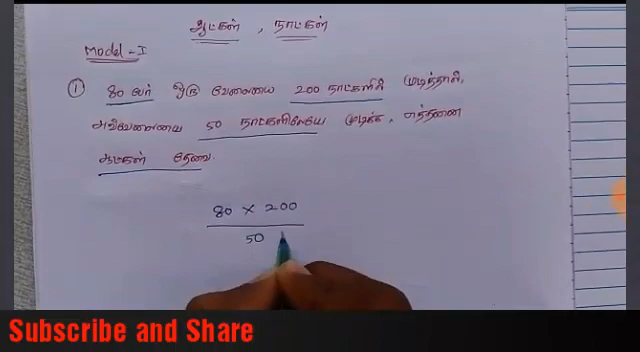 ஆட்கள் , நாட்கள்
Model - I
① 80 பேர் ஒரு வேலையை 200 நாட்களில் முடித்தால்,
அவ்வேலையை 50 நாட்களிலேயே முடிக்க, எத்தனை
ஆட்கள் தேவை.
80 × 200
50
Subscribe and Share